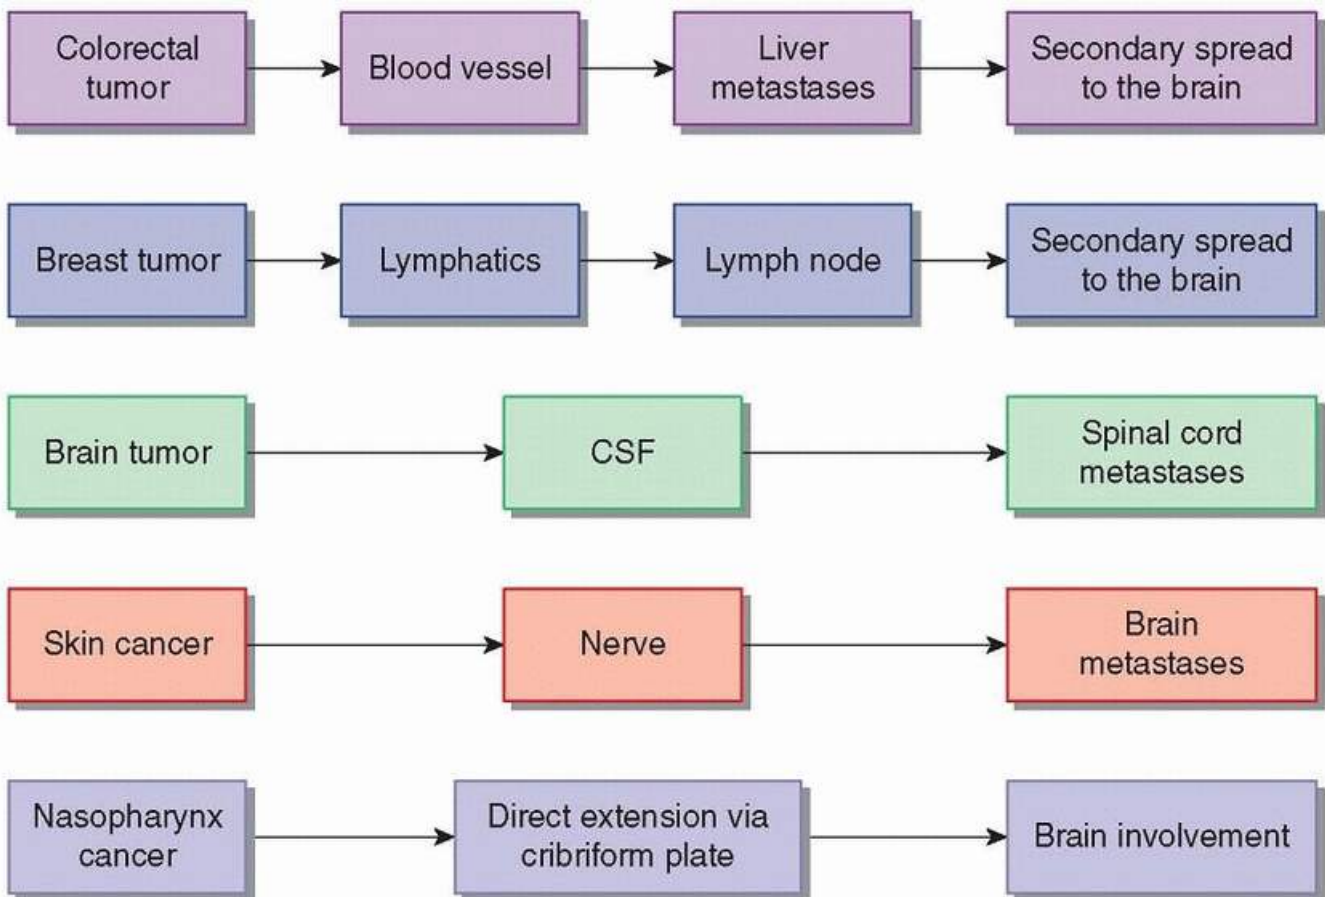 Colorectal
tumor
Blood vessel
Liver
metastases
Secondary spread
to the brain
Breast tumor
Lymphatics
Lymph node
Secondary spread
to the brain
Brain tumor
CSF
Spinal cord
metastases
Skin cancer
Nerve
Brain
metastases
Nasopharynx
cancer
Direct extension via
cribriform plate
Brain involvement